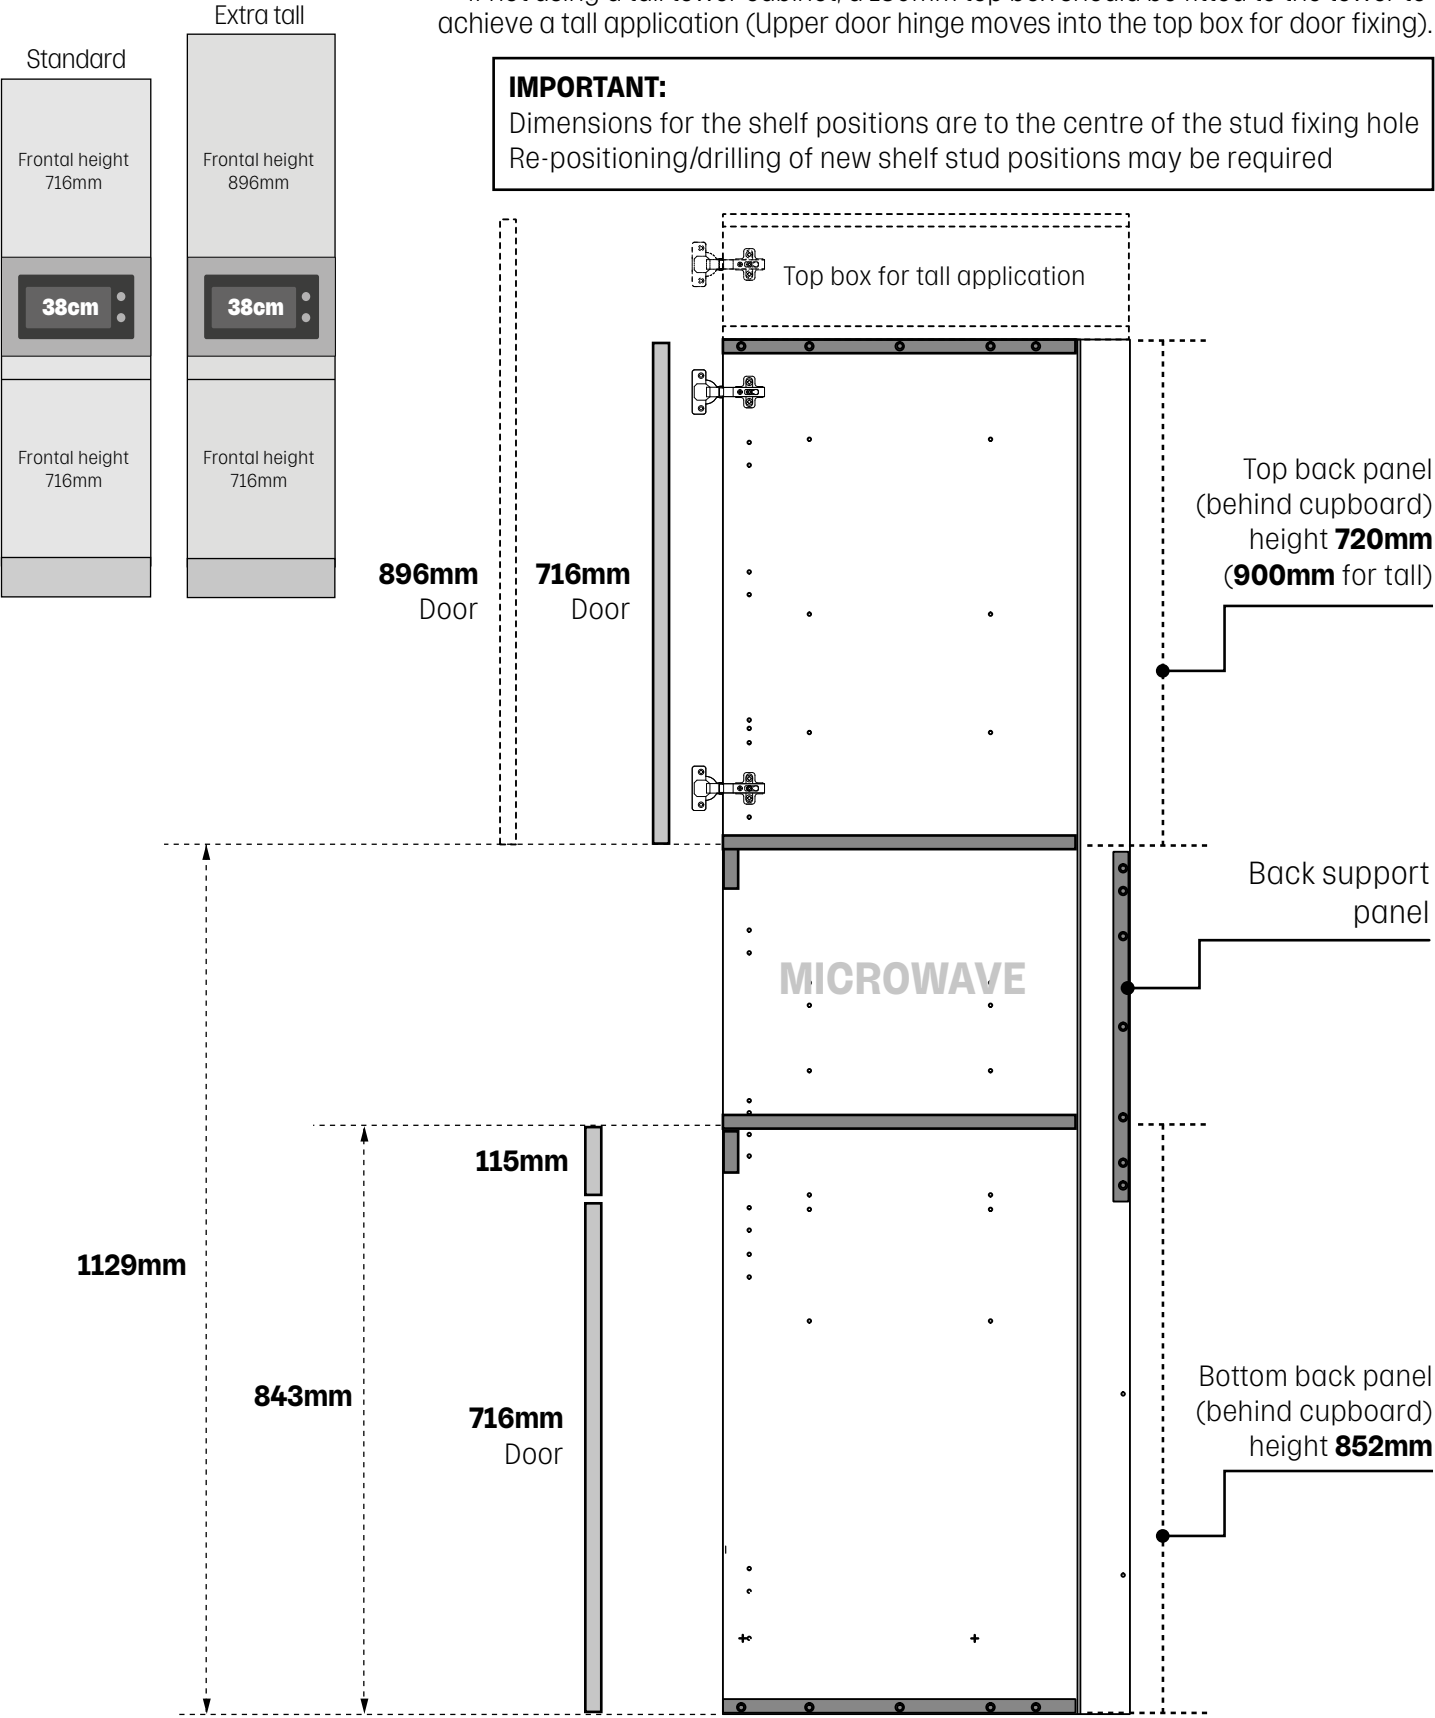 achieve a tall application (Upper door hinge moves into the top box for door fixing).
Extra tall
Standard
IMPORTANT:
Dimensions for the shelf positions are to the centre of the stud fixing hole
Re-positioning/drilling of new shelf stud positions may be required
Frontal height
716mm
Frontal height
896mm
38cm
38cm
Frontal height
716mm
Frontal height
716mm
Top box for tall application
Top back panel
(behind cupboard)
height 720mm
(900mm for tall)
896mm
Door
716mm
Door
Back support
panel
MICROWAVE
115mm
1129mm
843mm
716mm
Door
Bottom back panel
(behind cupboard)
height 852mm